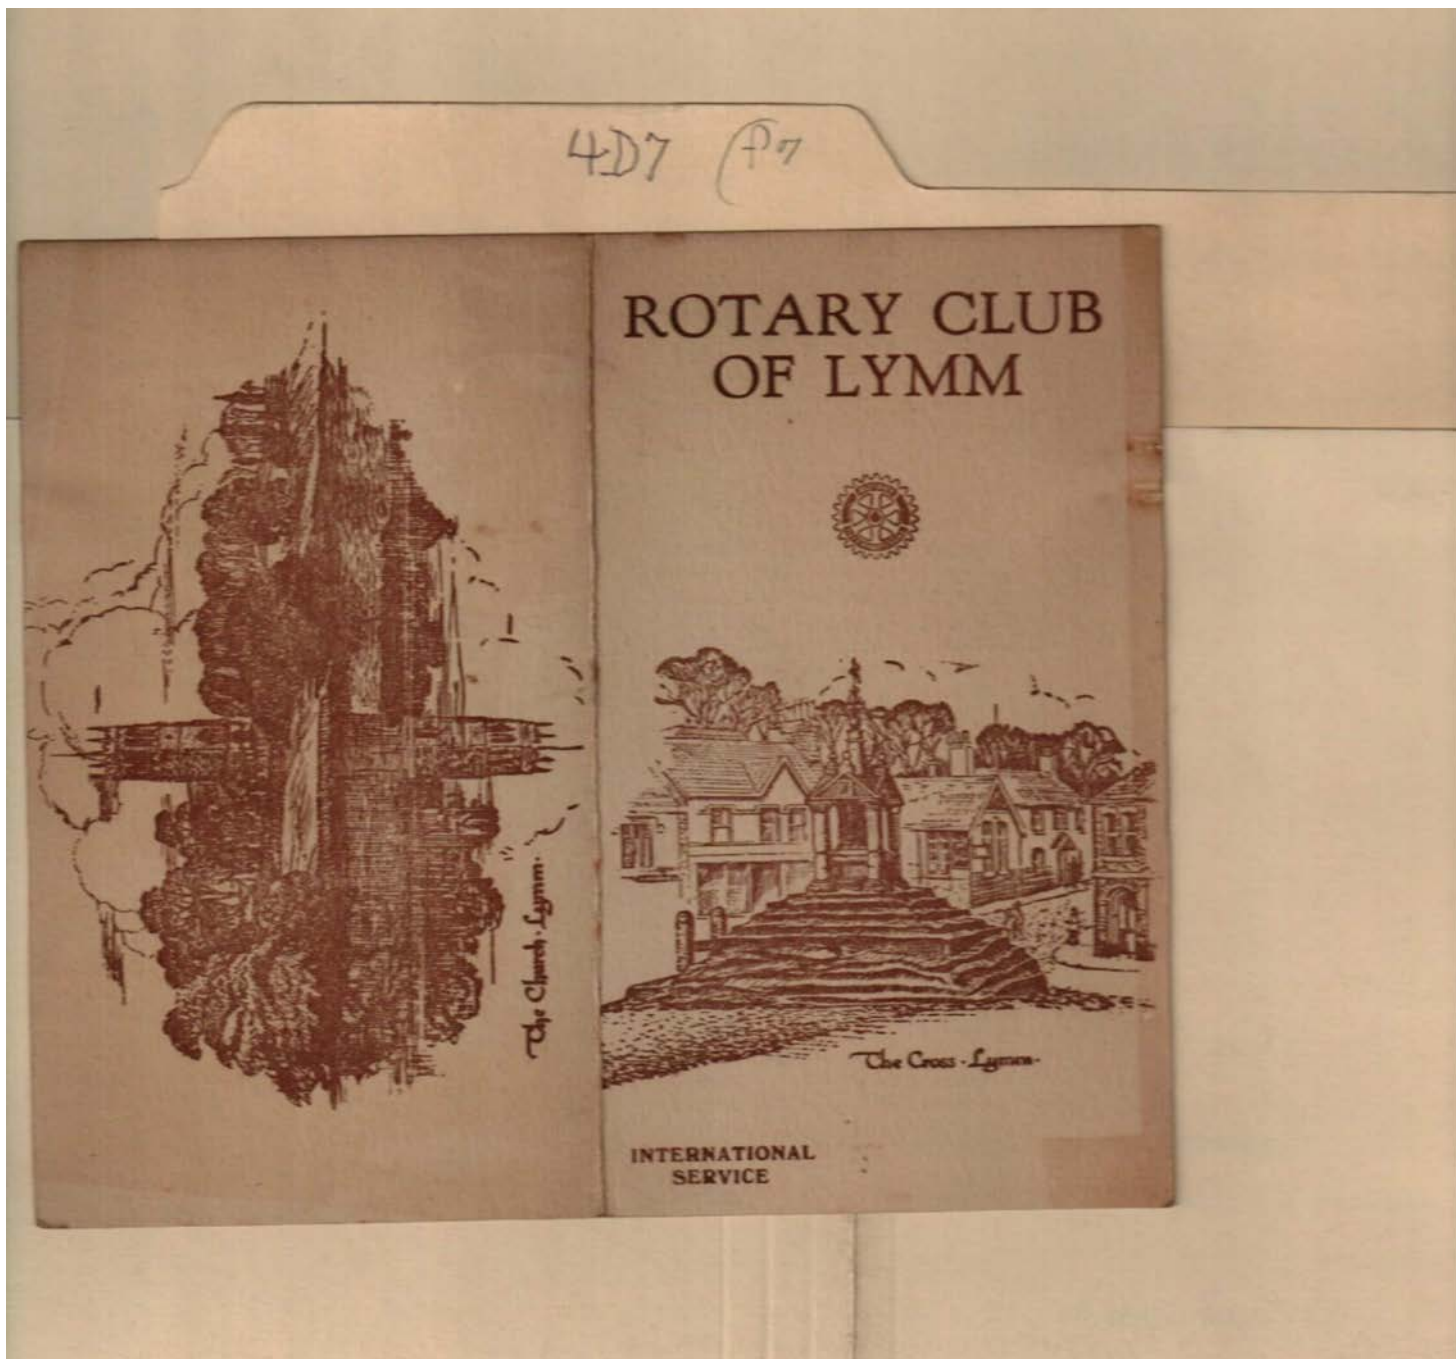 4D7
ROTARY CLUB
OF LYMM
The Church · Lymm ·
The Cross · Lymm ·
INTERNATIONAL
SERVICE